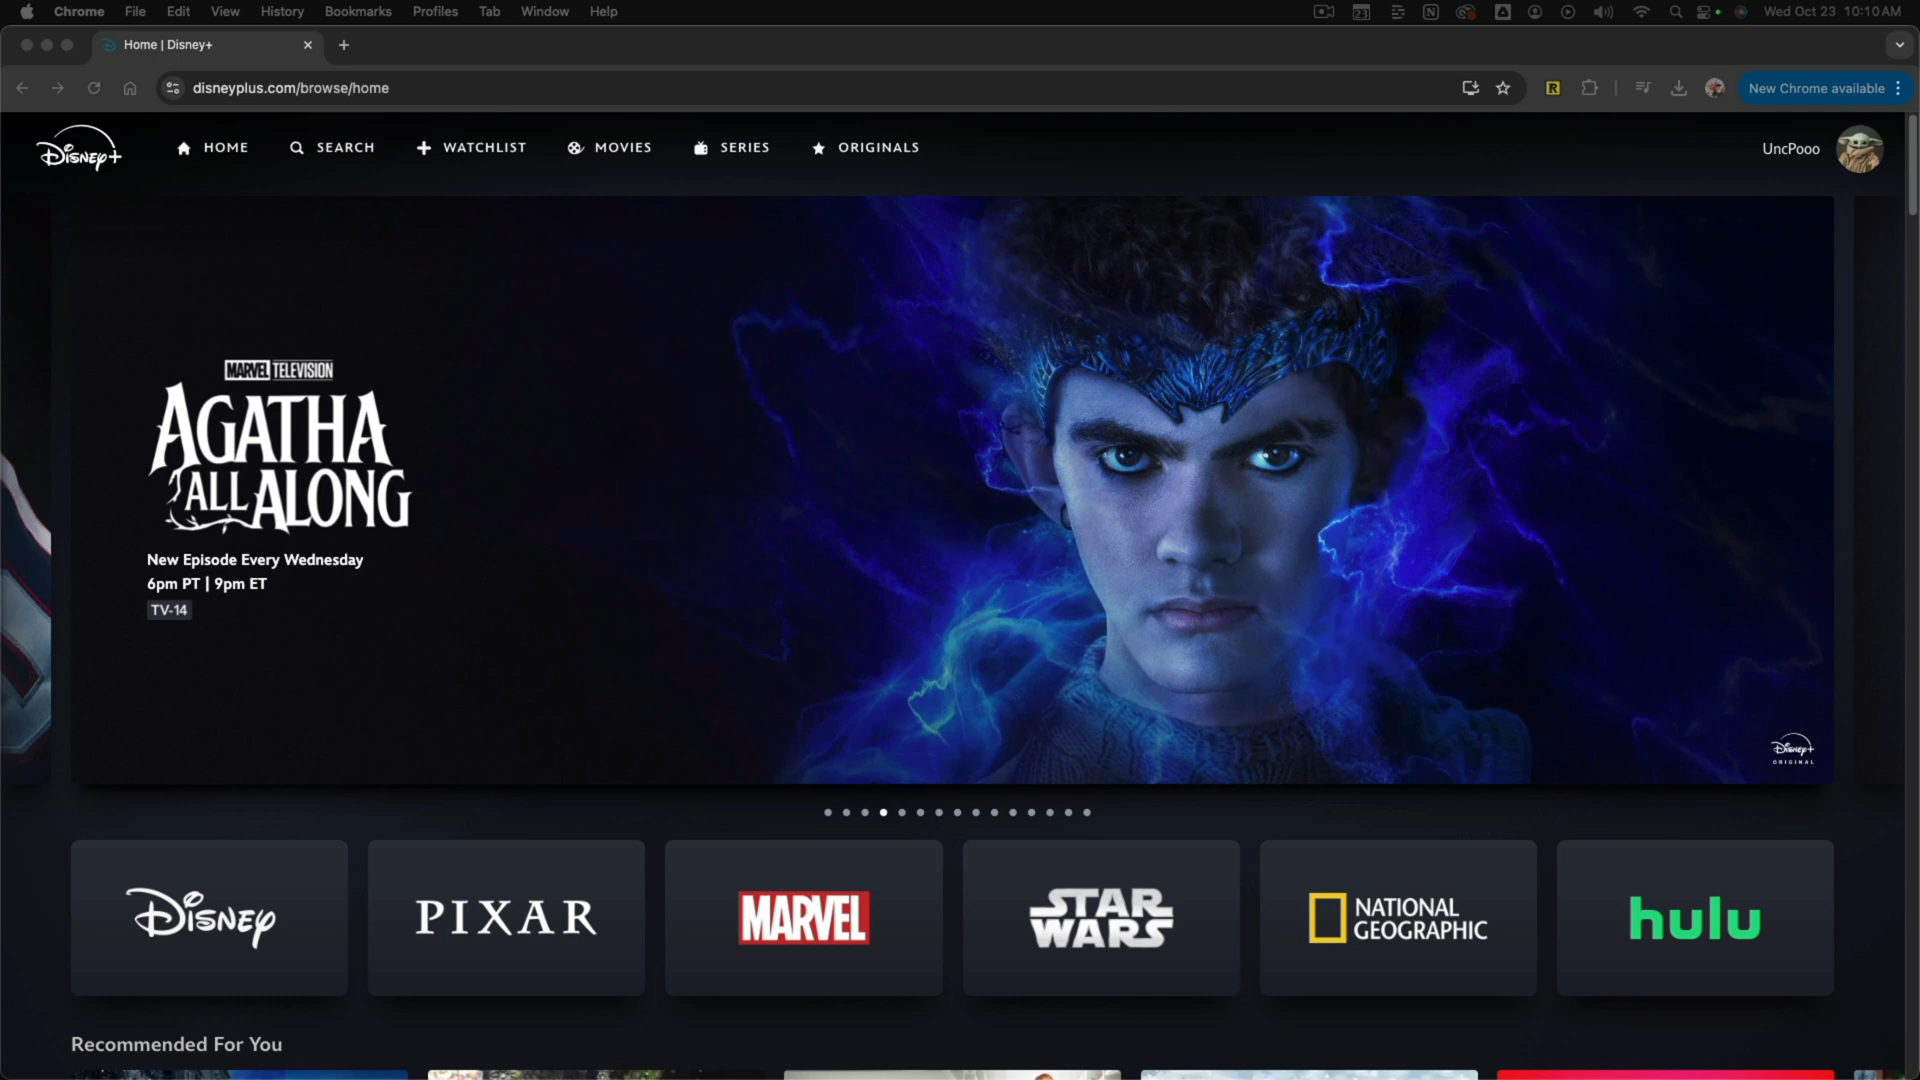 Chrome File Edit View History Bookmarks Profiles Tab Window Help
23
Wed Oct 23 10:10 AM
Home | Disney+
disneyplus.com/browse/home
R
New Chrome available
Disney+
HOME
SEARCH
WATCHLIST
MOVIES
SERIES
ORIGINALS
UncPooo
MARVEL TELEVISION
AGATHA
ALL ALONG
New Episode Every Wednesday
6pm PT | 9pm ET
TV-14
Disney+
ORIGINAL
Disney
PIXAR
MARVEL
STAR
WARS
NATIONAL
GEOGRAPHIC
hulu
Recommended For You